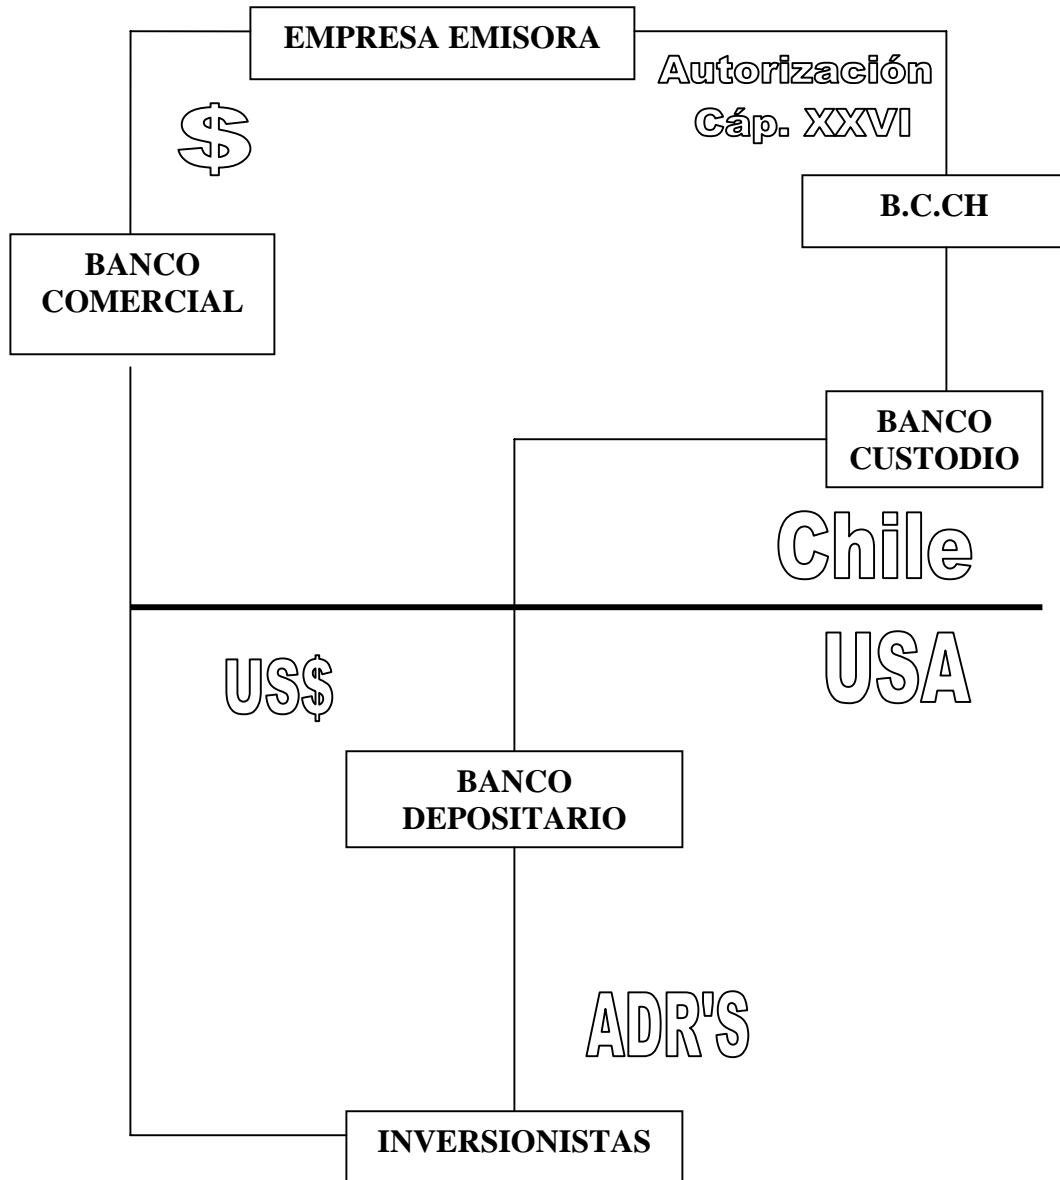 EMPRESA EMISORA
Autorización
Cáp. XXVI
$
B.C.CH
BANCO
COMERCIAL
BANCO
CUSTODIO
Chile
USA
US$
BANCO
DEPOSITARIO
ADR'S
INVERSIONISTAS